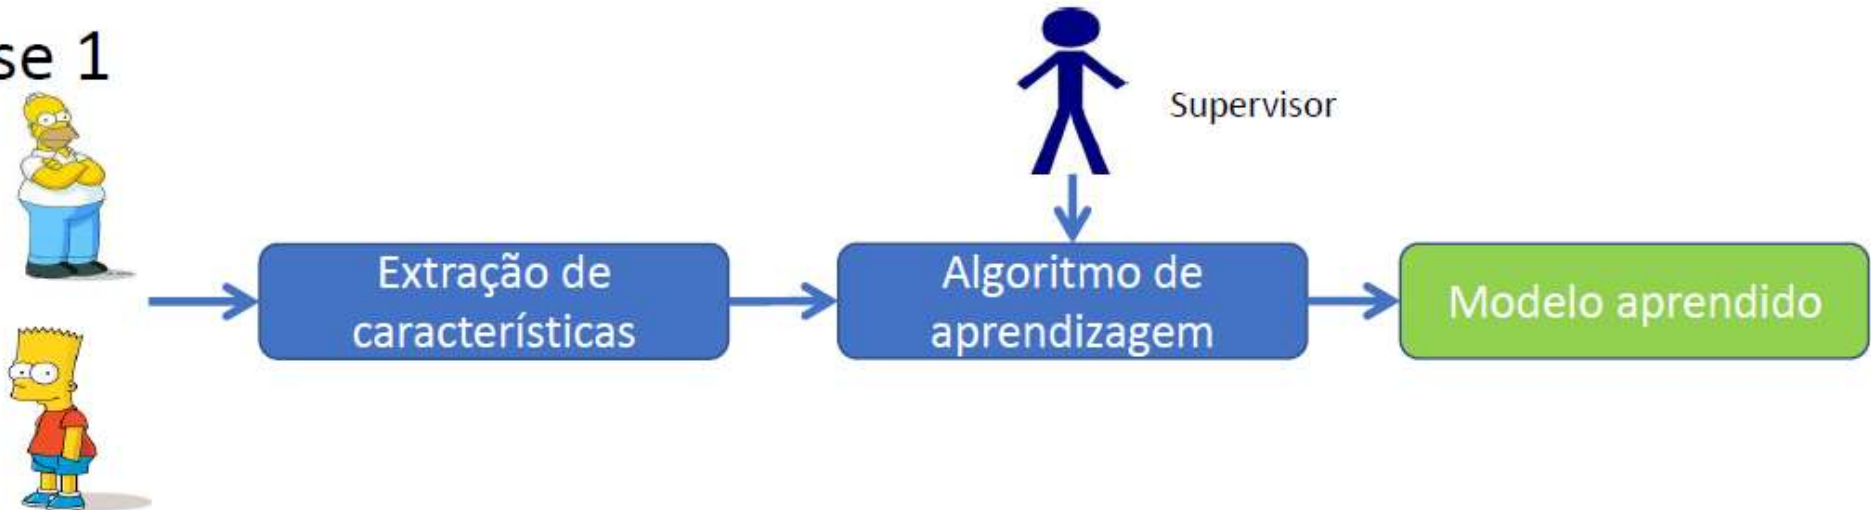 se 1
Supervisor
Extração de
características
Algoritmo de
aprendizagem
Modelo aprendido